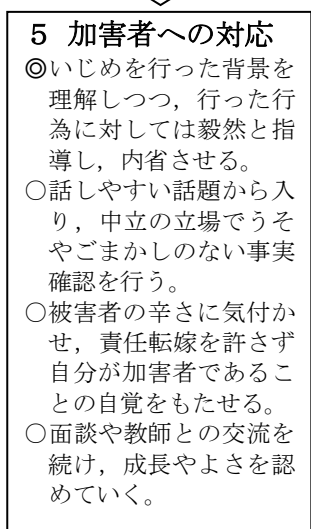 ５ 加害者への対応
◎いじめを行った背景を
理解しつつ，行った行
為に対しては毅然と指
導し，内省させる。
○話しやすい話題から入
り，中立の立場でうそ
やごまかしのない事実
確認を行う。
○被害者の辛さに気付か
せ，責任転嫁を許さず
自分が加害者であるこ
との自覚をもたせる。
○面談や教師との交流を
続け，成長やよさを認
めていく。